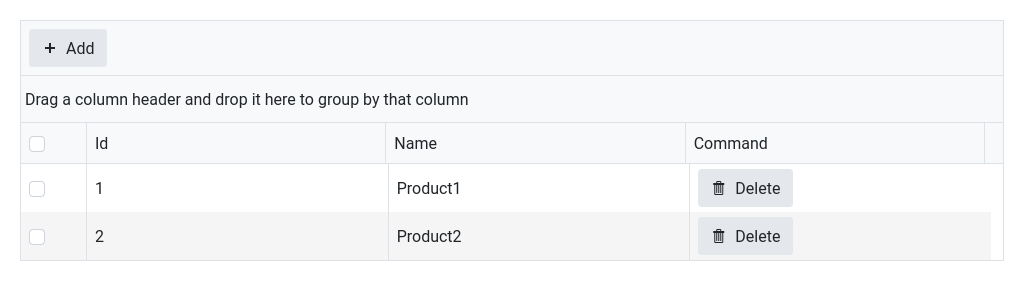 Add
Drag a column header and drop it here to group by that column
Id Name Command
1 Product1 Delete
2 Product2 Delete